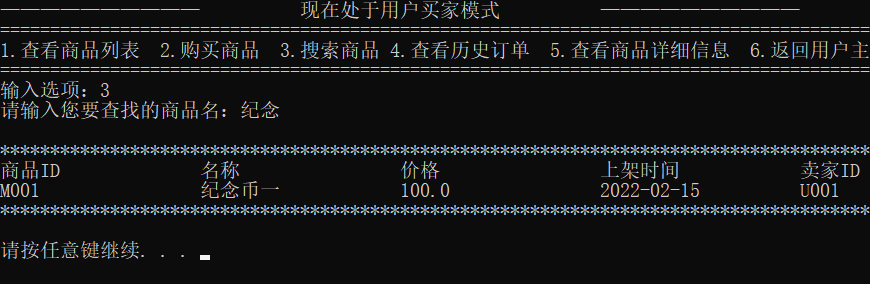 ———————————————————— 现在处于用户买家模式 ————————————————————
=======================================================================================
1.查看商品列表 2.购买商品 3.搜索商品 4.查看历史订单 5.查看商品详细信息 6.返回用户主
=======================================================================================
输入选项：3
请输入您要查找的商品名：纪念
***************************************************************************************
商品ID 名称 价格 上架时间 卖家ID
M001 纪念币一 100.0 2022-02-15 U001
***************************************************************************************
请按任意键继续. . .